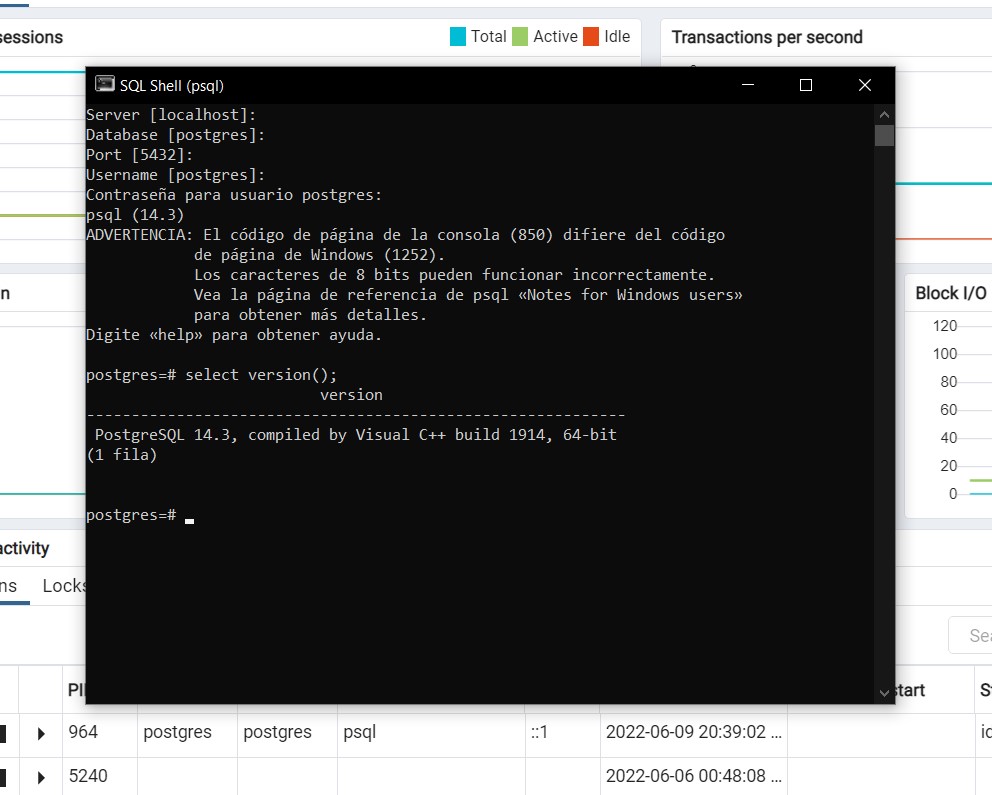 sessions
Total Active Idle
Transactions per second
SQL Shell (psql)
Server [localhost]:
Database [postgres]:
Port [5432]:
Username [postgres]:
Contraseña para usuario postgres:
psql (14.3)
ADVERTENCIA: El código de página de la consola (850) difiere del código
de página de Windows (1252).
Los caracteres de 8 bits pueden funcionar incorrectamente.
Vea la página de referencia de psql «Notes for Windows users»
para obtener más detalles.
Digite «help» para obtener ayuda.
postgres=# select version();
version
------------------------------------------------------------
PostgreSQL 14.3, compiled by Visual C++ build 1914, 64-bit
(1 fila)
postgres=#
Block I/O
120
100
80
60
40
20
0
activity
Locks
964 postgres postgres psql ::1 2022-06-09 20:39:02 ...
5240 2022-06-06 00:48:08 ...